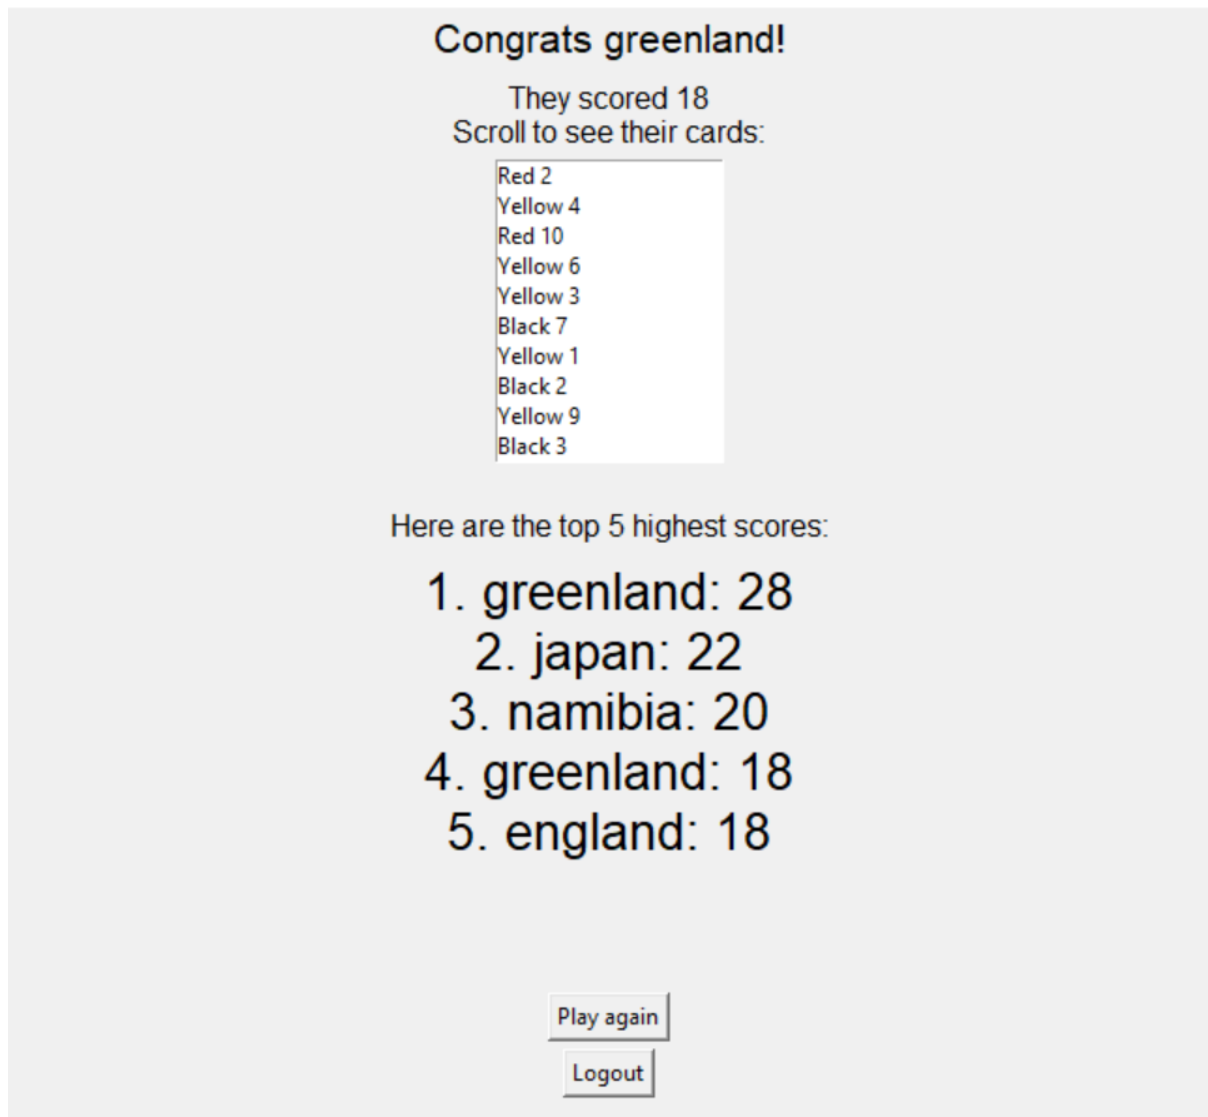 Congrats greenland!
They scored 18
Scroll to see their cards:
Red 2
Yellow 4
Red 10
Yellow 6
Yellow 3
Black 7
Yellow 1
Black 2
Yellow 9
Black 3
Here are the top 5 highest scores:
1. greenland: 28
2. japan: 22
3. namibia: 20
4. greenland: 18
5. england: 18
Play again
Logout